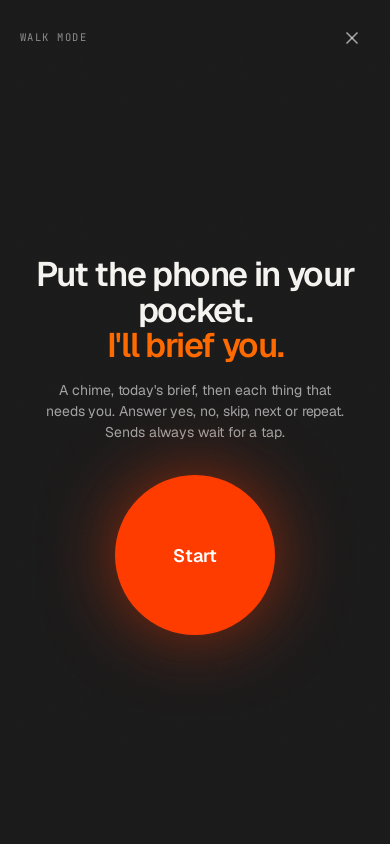 WALK MODE
Put the phone in your
pocket.
I'll brief you.
A chime, today's brief, then each thing that
needs you. Answer yes, no, skip, next or repeat.
Sends always wait for a tap.
Start